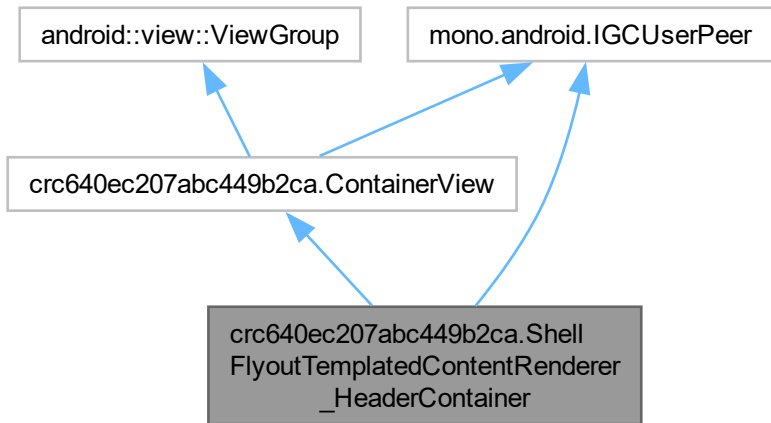 android::view::ViewGroup
mono.android.IGCUserPeer
crc640ec207abc449b2ca.ContainerView
crc640ec207abc449b2ca.Shell
FlyoutTemplatedContentRenderer
_HeaderContainer